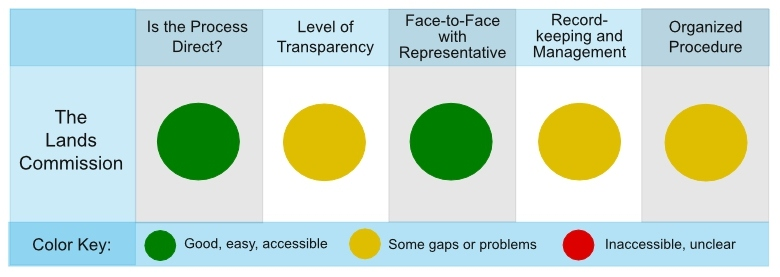 Is the Process
Direct?
Level of
Transparency
Face-to-Face
with
Representative
Record-
keeping and
Management
Organized
Procedure
The
Lands
Commission
Color Key:
Good, easy, accessible
Some gaps or problems
Inaccessible, unclear